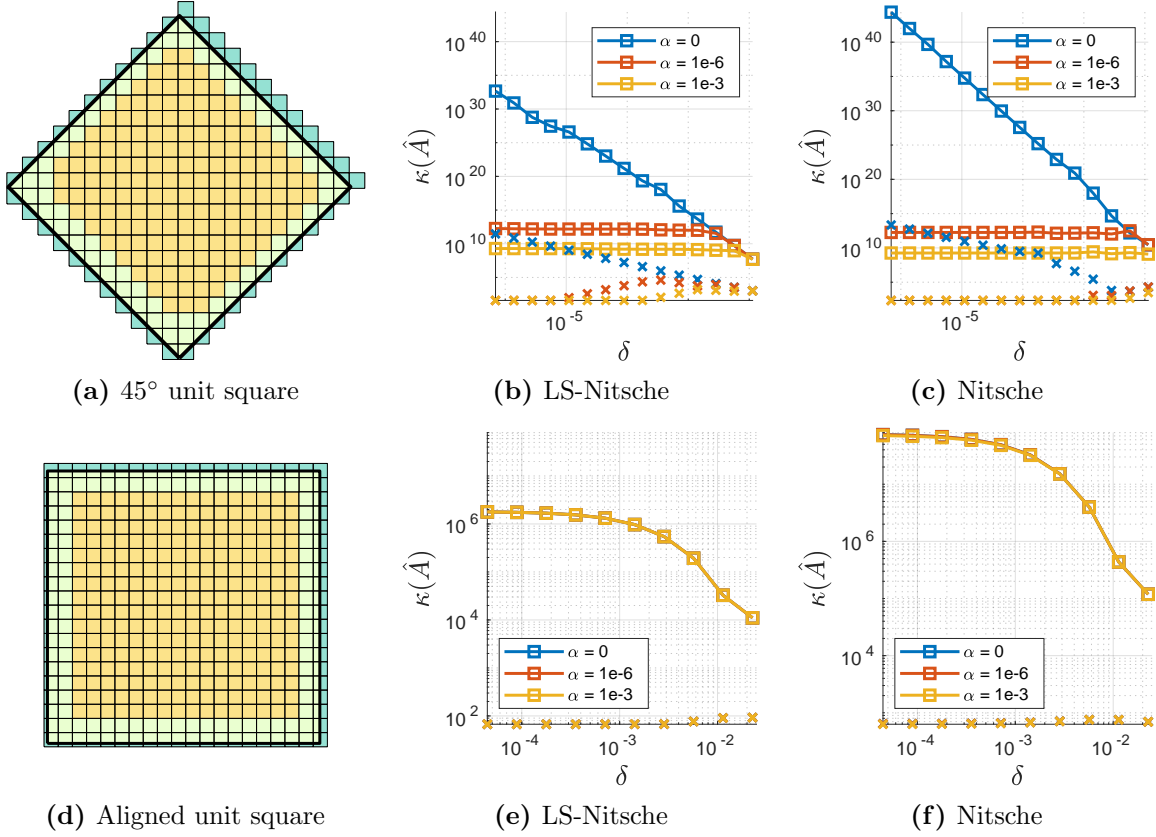 10^40
10^30
10^20
10^10
κ(Â)
α = 0
α = 1e-6
α = 1e-3
10^-5
δ
10^40
10^30
10^20
10^10
κ(Â)
α = 0
α = 1e-6
α = 1e-3
10^-5
δ
(a) 45° unit square
(b) LS-Nitsche
(c) Nitsche
10^6
10^4
10^2
κ(Â)
α = 0
α = 1e-6
α = 1e-3
10^-4
10^-3
10^-2
δ
10^6
10^4
κ(Â)
α = 0
α = 1e-6
α = 1e-3
10^-4
10^-3
10^-2
δ
(d) Aligned unit square
(e) LS-Nitsche
(f) Nitsche